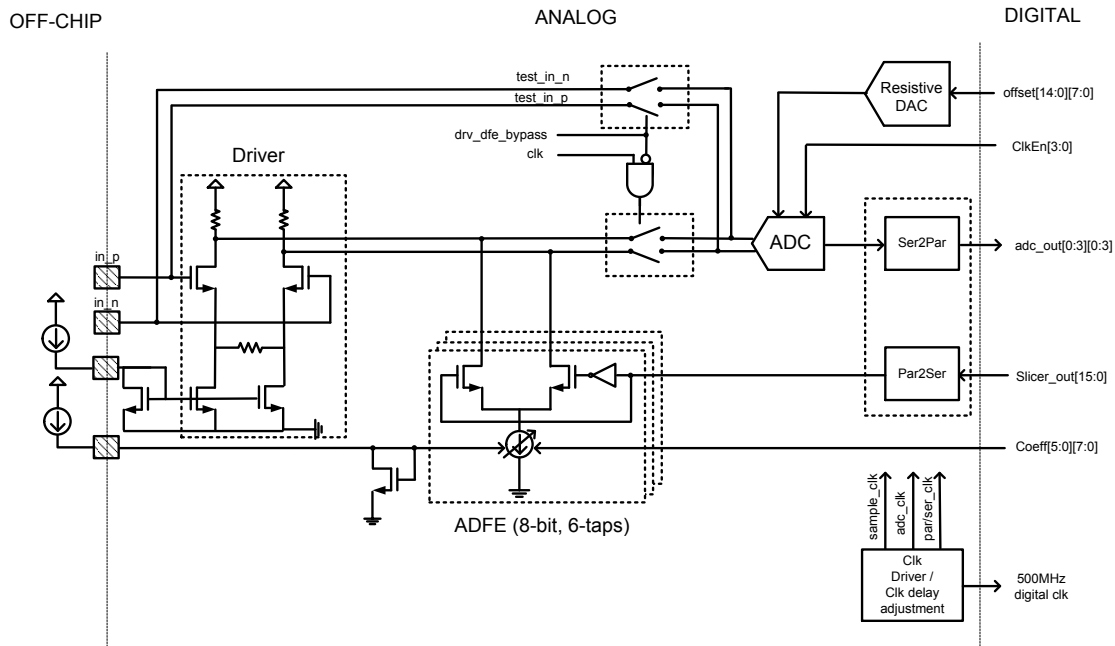 OFF-CHIP
ANALOG
DIGITAL
test_in_n
test_in_p
Resistive
DAC
offset[14:0][7:0]
drv_dfe_bypass
clk
ClkEn[3:0]
Driver
ADC
Ser2Par
adc_out[0:3][0:3]
in_p
in_n
Par2Ser
Slicer_out[15:0]
Coeff[5:0][7:0]
ADFE (8-bit, 6-taps)
sample_clk
adc_clk
par/ser_clk
Clk
Driver /
Clk delay
adjustment
500MHz
digital clk